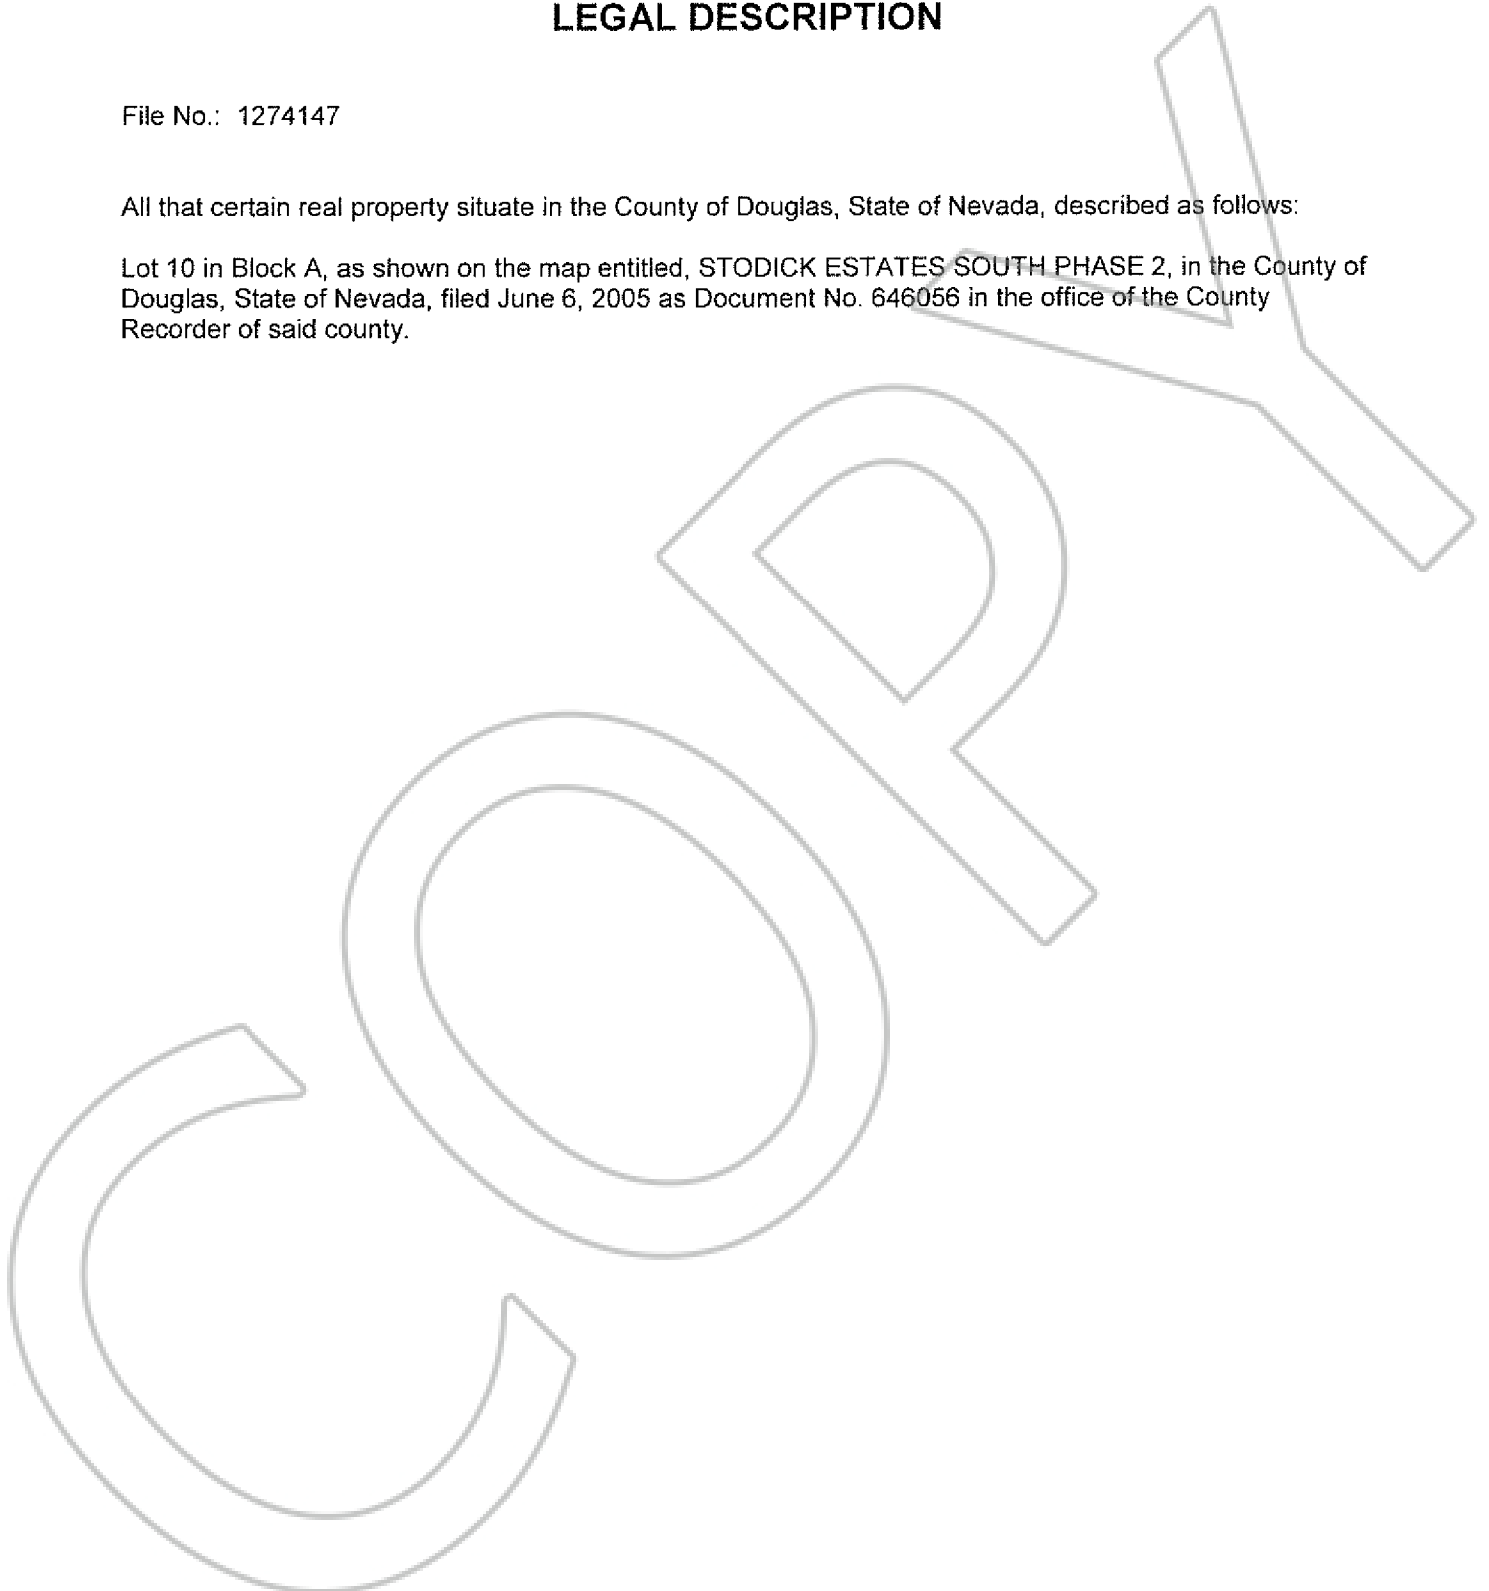 LEGAL DESCRIPTION
File No.: 1274147
All that certain real property situate in the County of Douglas, State of Nevada, described as follows:
Lot 10 in Block A, as shown on the map entitled, STODICK ESTATES SOUTH PHASE 2, in the County of
Douglas, State of Nevada, filed June 6, 2005 as Document No. 646056 in the office of the County
Recorder of said county.
COPY